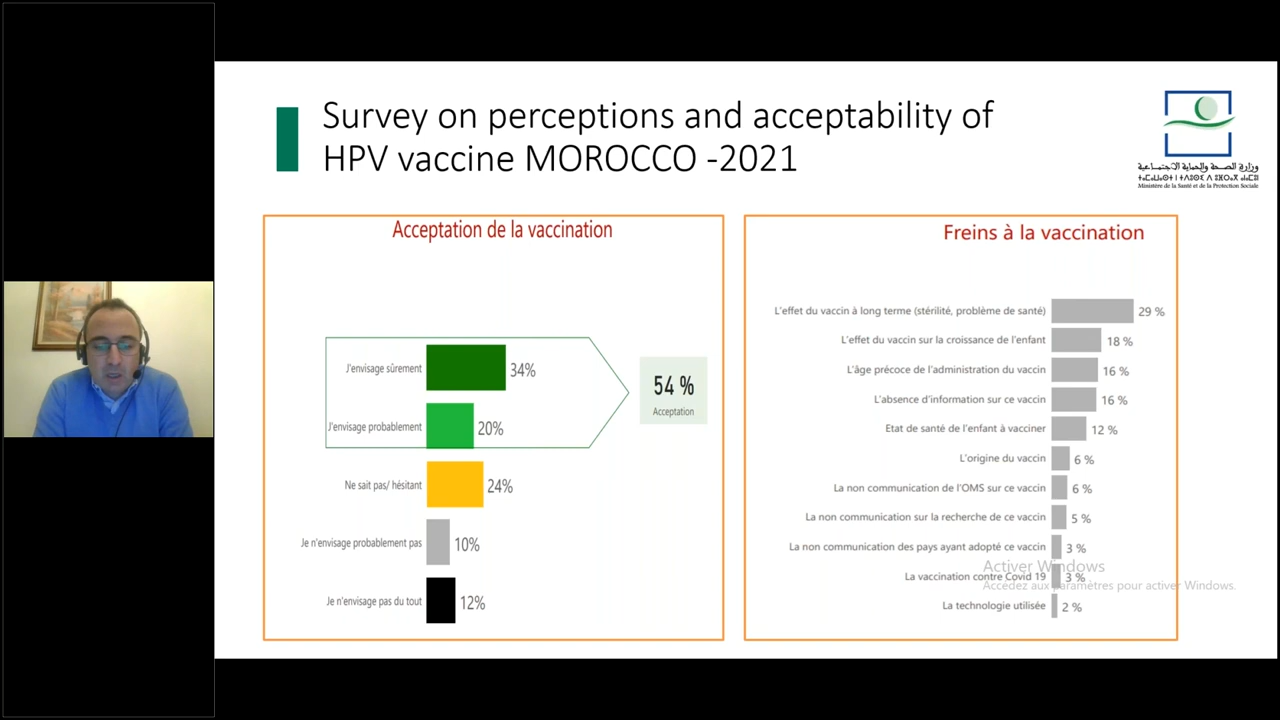 Survey on perceptions and acceptability of
HPV vaccine MOROCCO -2021
وزارة الصحة والحماية الاجتماعية
Ministère de la Santé et de la Protection Sociale
Acceptation de la vaccination
J'envisage sûrement 34%
J'envisage probablement 20%
54 %
Acceptation
Ne sait pas/ hésitant 24%
Je n'envisage probablement pas 10%
Je n'envisage pas du tout 12%
Freins à la vaccination
L'effet du vaccin à long terme (stérilité, problème de santé) 29 %
L'effet du vaccin sur la croissance de l'enfant 18 %
L'âge précoce de l'administration du vaccin 16 %
L'absence d'information sur ce vaccin 16 %
Etat de santé de l'enfant à vacciner 12 %
L'origine du vaccin 6 %
La non communication de l'OMS sur ce vaccin 6 %
La non communication sur la recherche de ce vaccin 5 %
La non communication des pays ayant adopté ce vaccin 3 %
Activer Windows
La vaccination contre Covid 19 3 %
Accédez aux paramètres pour activer Windows.
La technologie utilisée 2 %